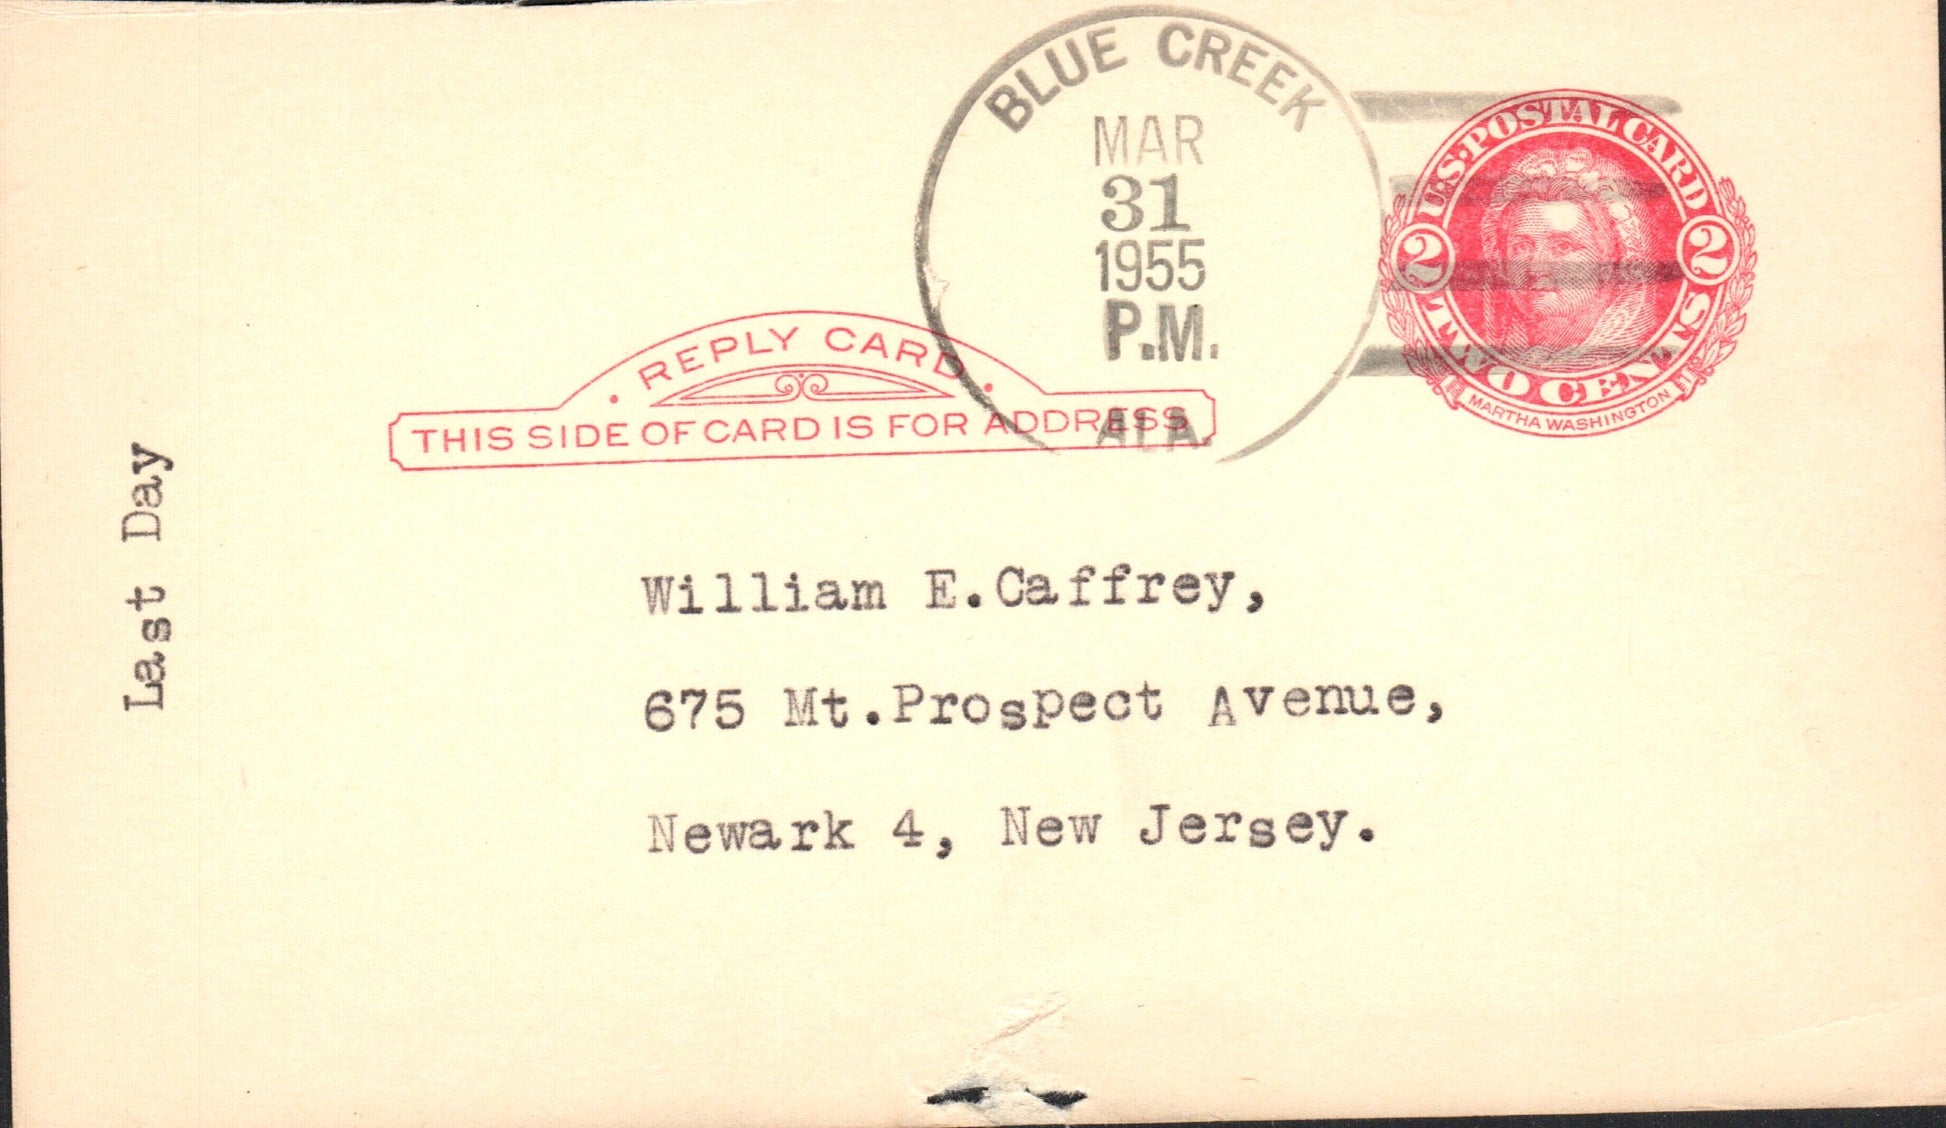 BLUE CREEK
MAR
31
1955
P.M.
ALA.
U.S. POSTAL CARD
2 2
TWO CENTS
MARTHA WASHINGTON
· REPLY CARD ·
THIS SIDE OF CARD IS FOR ADDRESS
Last Day
William E.Caffrey,
675 Mt.Prospect Avenue,
Newark 4, New Jersey.